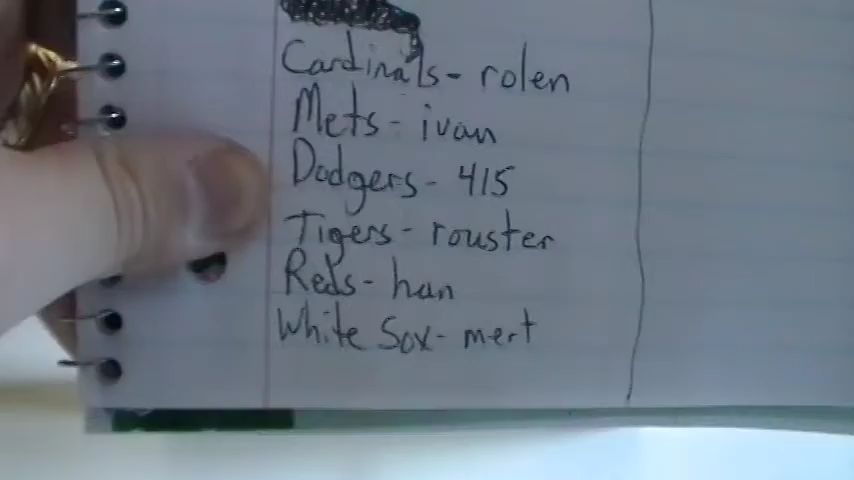 Cardinals - rolen
Mets - ivan
Dodgers - 415
Tigers - rouster
Reds - han
White Sox - mert